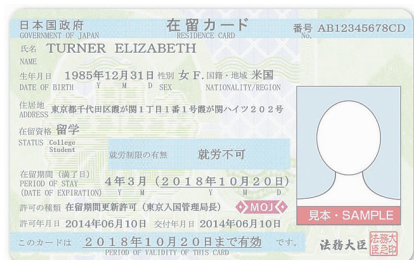 日本国政府 在留カード 番号 AB12345678CD
GOVERNMENT OF JAPAN RESIDENCE CARD No.
氏名 TURNER ELIZABETH
NAME
生年月日 1985年12月31日 性別 女 F. 国籍・地域 米国
DATE OF BIRTH Y M D SEX NATIONALITY/REGION
住居地 東京都千代田区霞が関1丁目1番1号霞が関ハイツ202号
ADDRESS
在留資格 留学
STATUS College Student
就労制限の有無 就労不可
在留期間(満了日) 4年3月(2018年10月20日)
PERIOD OF STAY (DATE OF EXPIRATION) Y M Y M D
許可の種類 在留期間更新許可(東京入国管理局長) MOJ
許可年月日 2014年06月10日 交付年月日 2014年06月10日
このカードは 2018年10月20日まで有効 です。
PERIOD OF VALIDITY OF THIS CARD
見本・SAMPLE
法務大臣